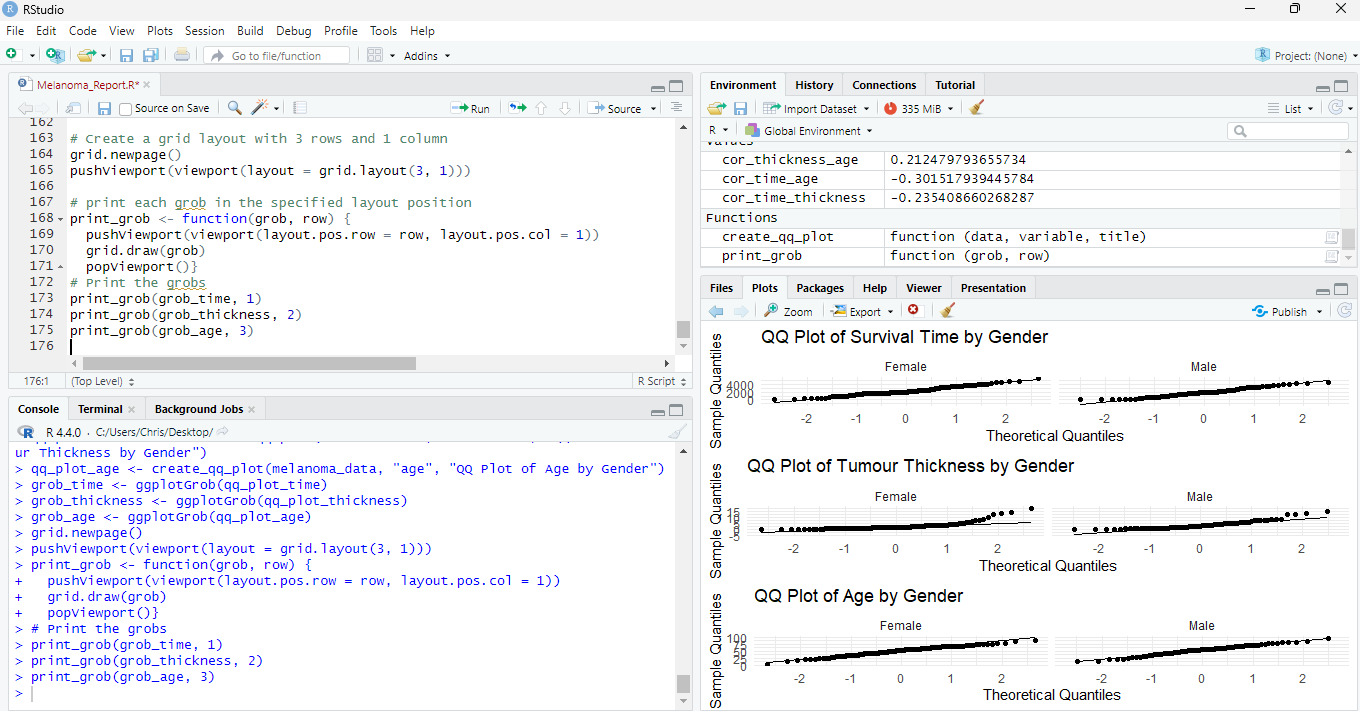 RStudio
File Edit Code View Plots Session Build Debug Profile Tools Help
Go to file/function Addins Project: (None)
Melanoma_Report.R*
Source on Save Run Source
162
163 # Create a grid layout with 3 rows and 1 column
164 grid.newpage()
165 pushViewport(viewport(layout = grid.layout(3, 1)))
166
167 # print each grob in the specified layout position
168 print_grob <- function(grob, row) {
169 pushViewport(viewport(layout.pos.row = row, layout.pos.col = 1))
170 grid.draw(grob)
171 popViewport()}
172 # Print the grobs
173 print_grob(grob_time, 1)
174 print_grob(grob_thickness, 2)
175 print_grob(grob_age, 3)
176
176:1 (Top Level) R Script
Console Terminal Background Jobs
R 4.4.0 · C:/Users/Chris/Desktop/
ur Thickness by Gender")
> qq_plot_age <- create_qq_plot(melanoma_data, "age", "QQ Plot of Age by Gender")
> grob_time <- ggplotGrob(qq_plot_time)
> grob_thickness <- ggplotGrob(qq_plot_thickness)
> grob_age <- ggplotGrob(qq_plot_age)
> grid.newpage()
> pushViewport(viewport(layout = grid.layout(3, 1)))
> print_grob <- function(grob, row) {
+ pushViewport(viewport(layout.pos.row = row, layout.pos.col = 1))
+ grid.draw(grob)
+ popViewport()}
> # Print the grobs
> print_grob(grob_time, 1)
> print_grob(grob_thickness, 2)
> print_grob(grob_age, 3)
>
Environment History Connections Tutorial
Import Dataset 335 MiB List
R Global Environment
Values
cor_thickness_age 0.212479793655734
cor_time_age -0.301517939445784
cor_time_thickness -0.235408660268287
Functions
create_qq_plot function (data, variable, title)
print_grob function (grob, row)
Files Plots Packages Help Viewer Presentation
Zoom Export Publish
QQ Plot of Survival Time by Gender
Female Male
Sample Quantiles
4000
2000
0
-2 -1 0 1 2 -2 -1 0 1 2
Theoretical Quantiles
QQ Plot of Tumour Thickness by Gender
Female Male
Sample Quantiles
15
10
5
0
-5
-2 -1 0 1 2 -2 -1 0 1 2
Theoretical Quantiles
QQ Plot of Age by Gender
Female Male
Sample Quantiles
100
75
50
25
0
-2 -1 0 1 2 -2 -1 0 1 2
Theoretical Quantiles